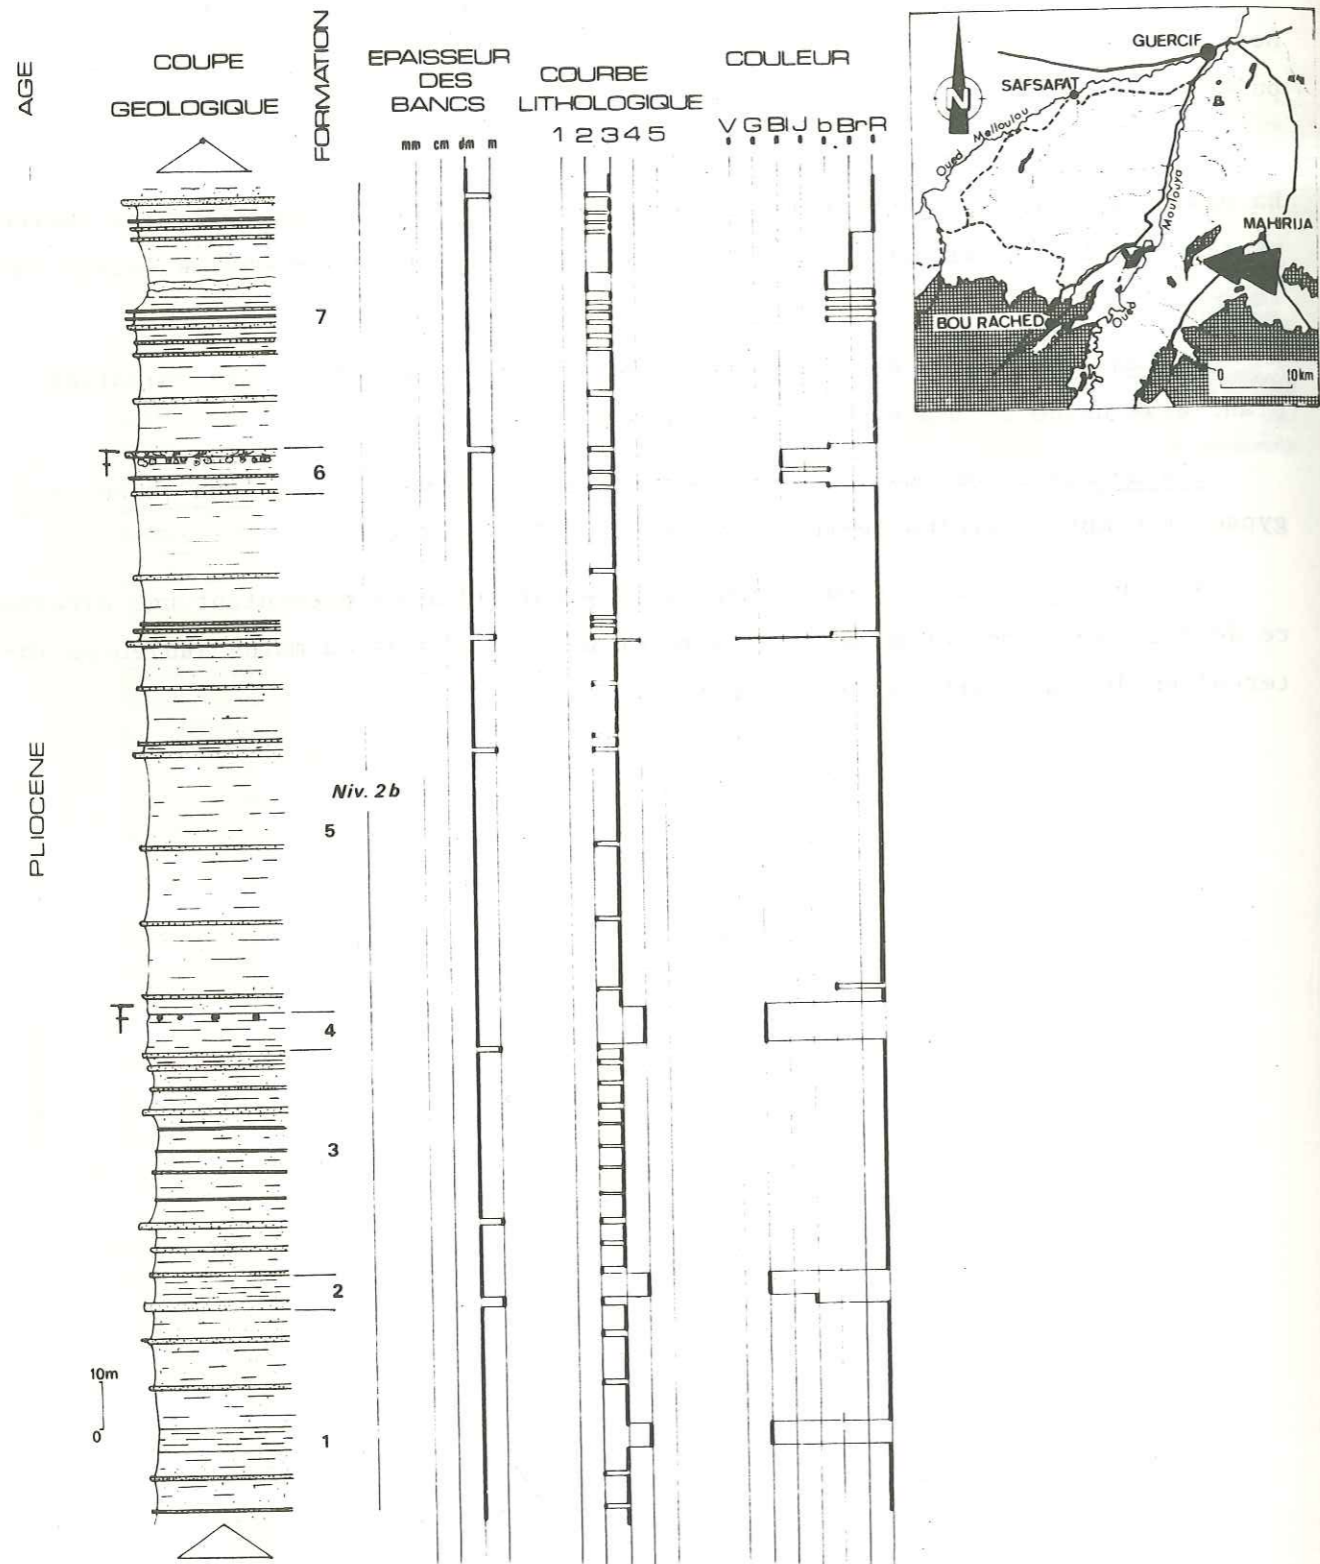 AGE
COUPE
GEOLOGIQUE
FORMATION
EPAISSEUR
DES
BANCS
mm cm dm m
COURBE
LITHOLOGIQUE
1 2 3 4 5
COULEUR
V G Bl J b Br R
GUERCIF
SAFSAFAT
N
Oued Melloulou
Moulouya
MAHIRIJA
BOU RACHED
Oued
0 10km
7
6
PLIOCENE
Niv. 2b
5
4
3
2
10m
0
1